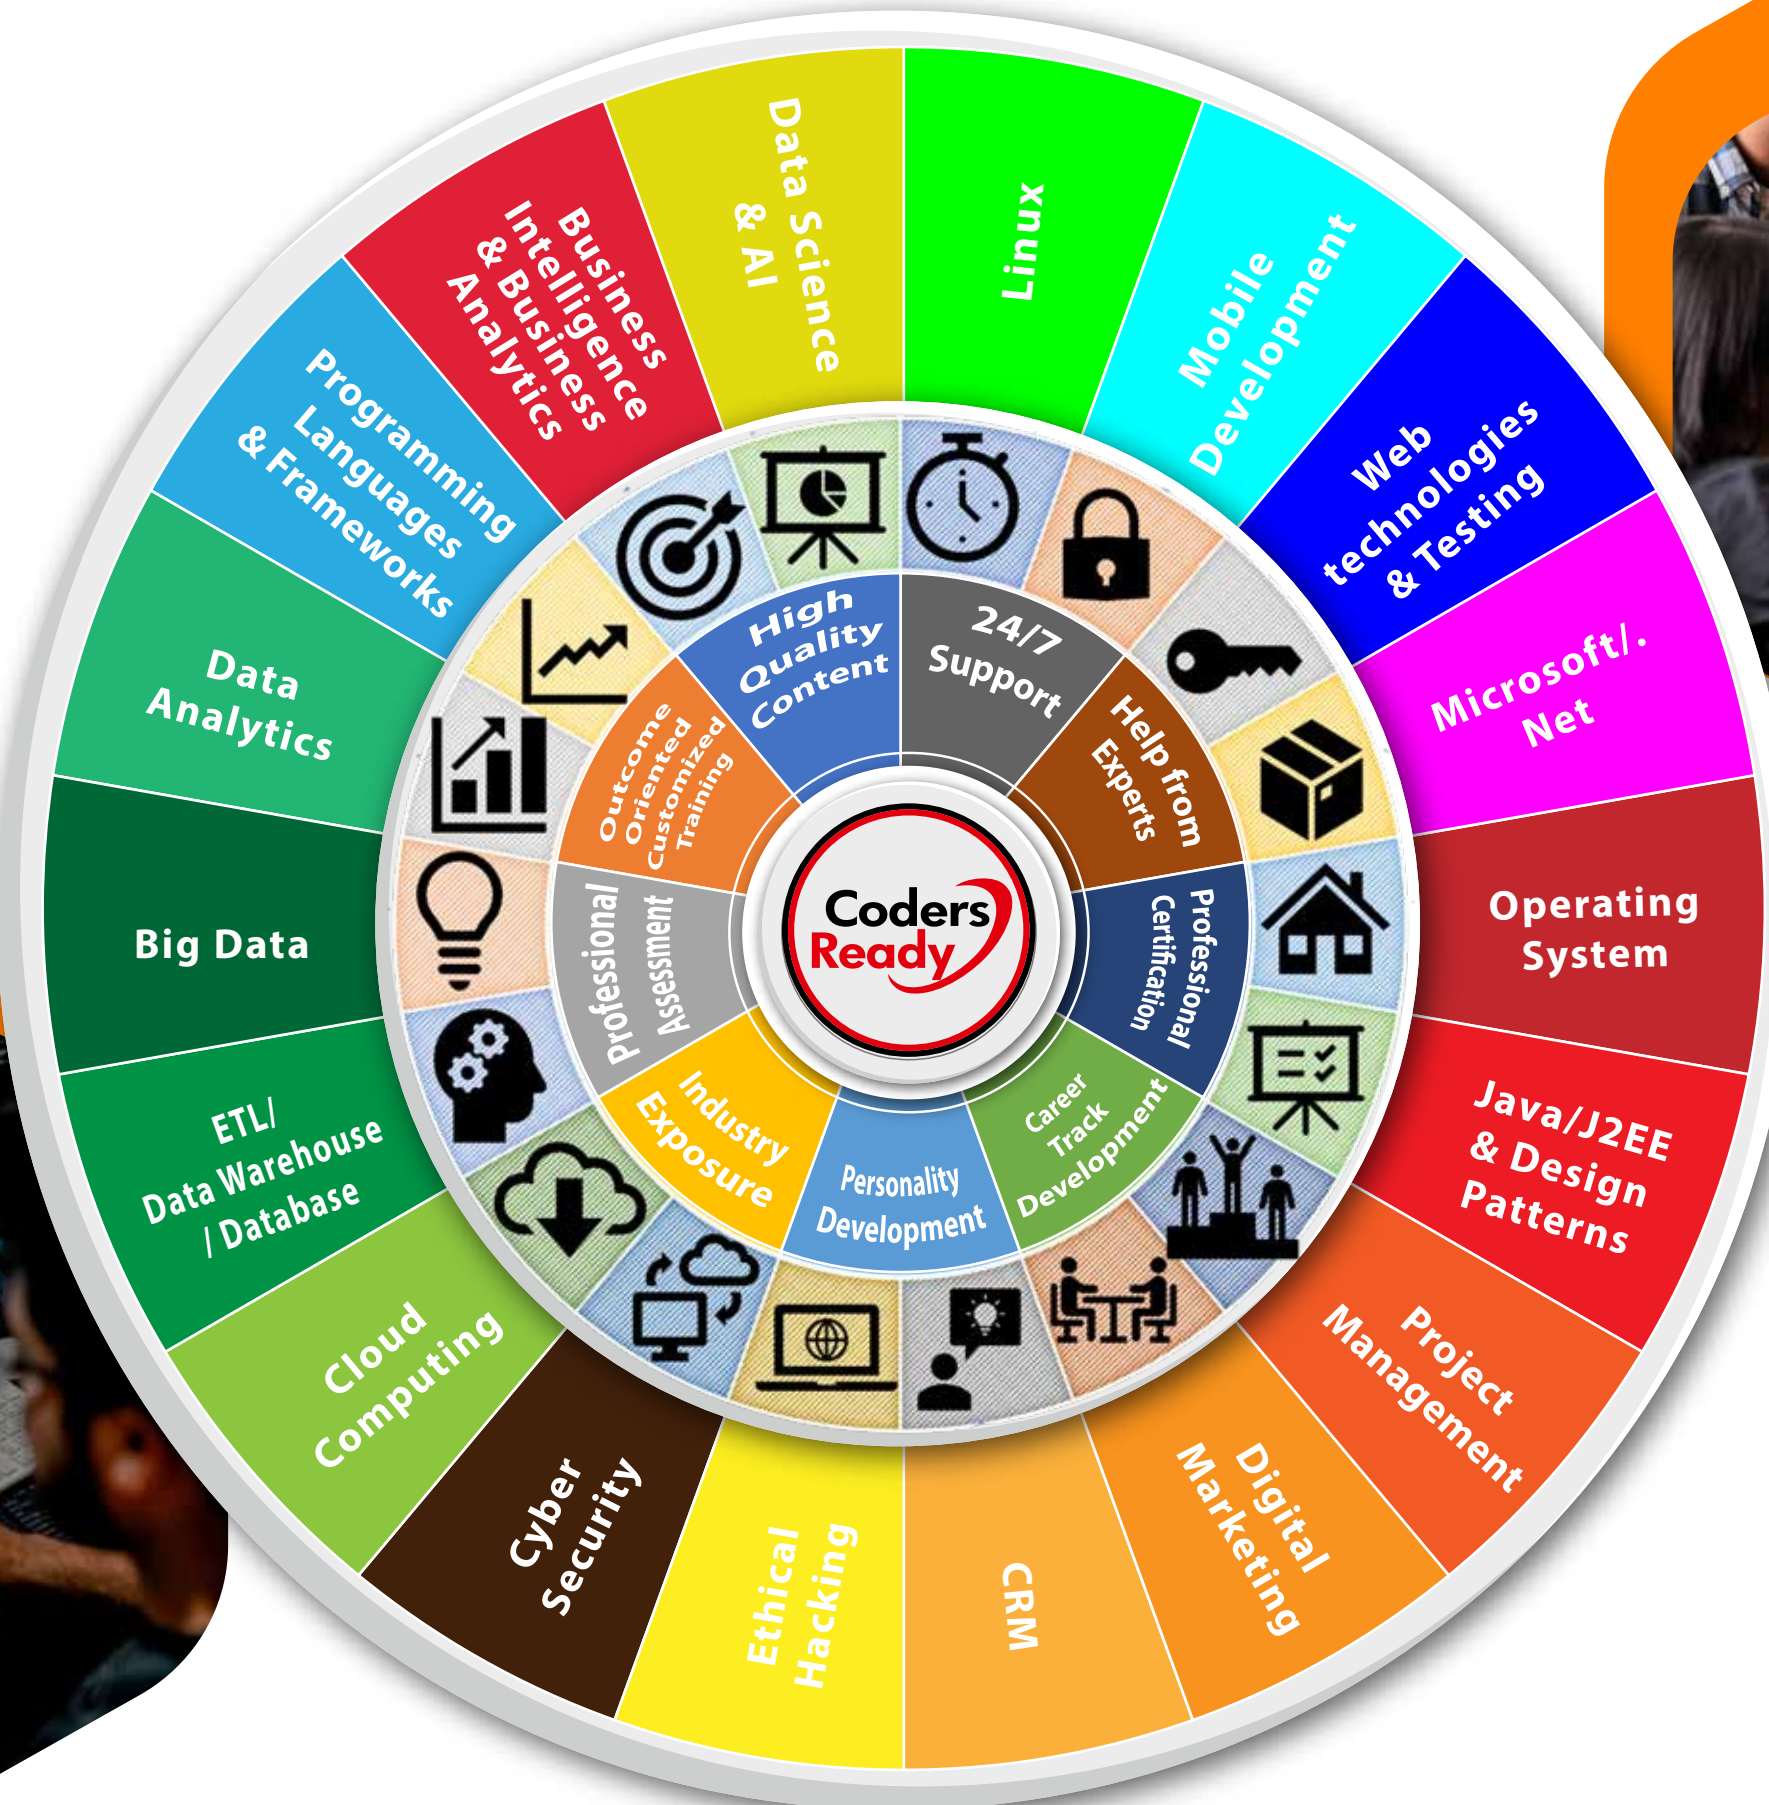 Linux
Mobile
Development
Web
technologies
& Testing
Microsoft/.
Net
Operating
System
Java/J2EE
& Design
Patterns
Project
Management
Digital
Marketing
CRM
Ethical
Hacking
Cyber
Security
Cloud
Computing
ETL/
Data Warehouse
/ Database
Big Data
Data
Analytics
Programming
Languages
& Frameworks
Business
Intelligence
& Business
Analytics
Data Science
& AI
24/7
Support
Help from
Experts
Professional
Certification
Career
Track
Development
Personality
Development
Industry
Exposure
Professional
Assessment
Outcome
Oriented
Customized
Training
High
Quality
Content
Coders
Ready